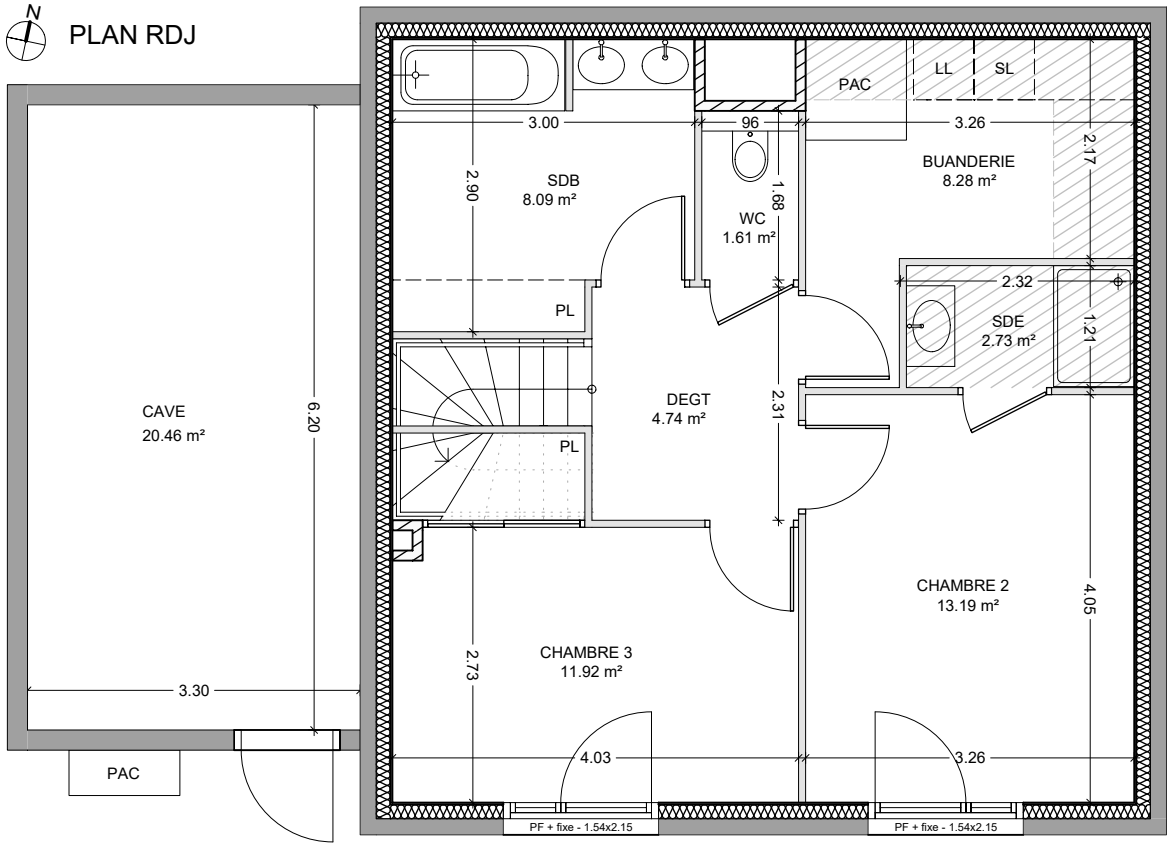 N
PLAN RDJ
PAC
LL
SL
3.00
96
3.26
2.90
SDB
8.09 m²
1.68
WC
1.61 m²
BUANDERIE
8.28 m²
2.17
2.32
SDE
2.73 m²
1.21
PL
CAVE
20.46 m²
6.20
DEGT
4.74 m²
2.31
PL
CHAMBRE 2
13.19 m²
4.05
CHAMBRE 3
11.92 m²
2.73
3.30
4.03
3.26
PAC
PF + fixe - 1.54x2.15
PF + fixe - 1.54x2.15